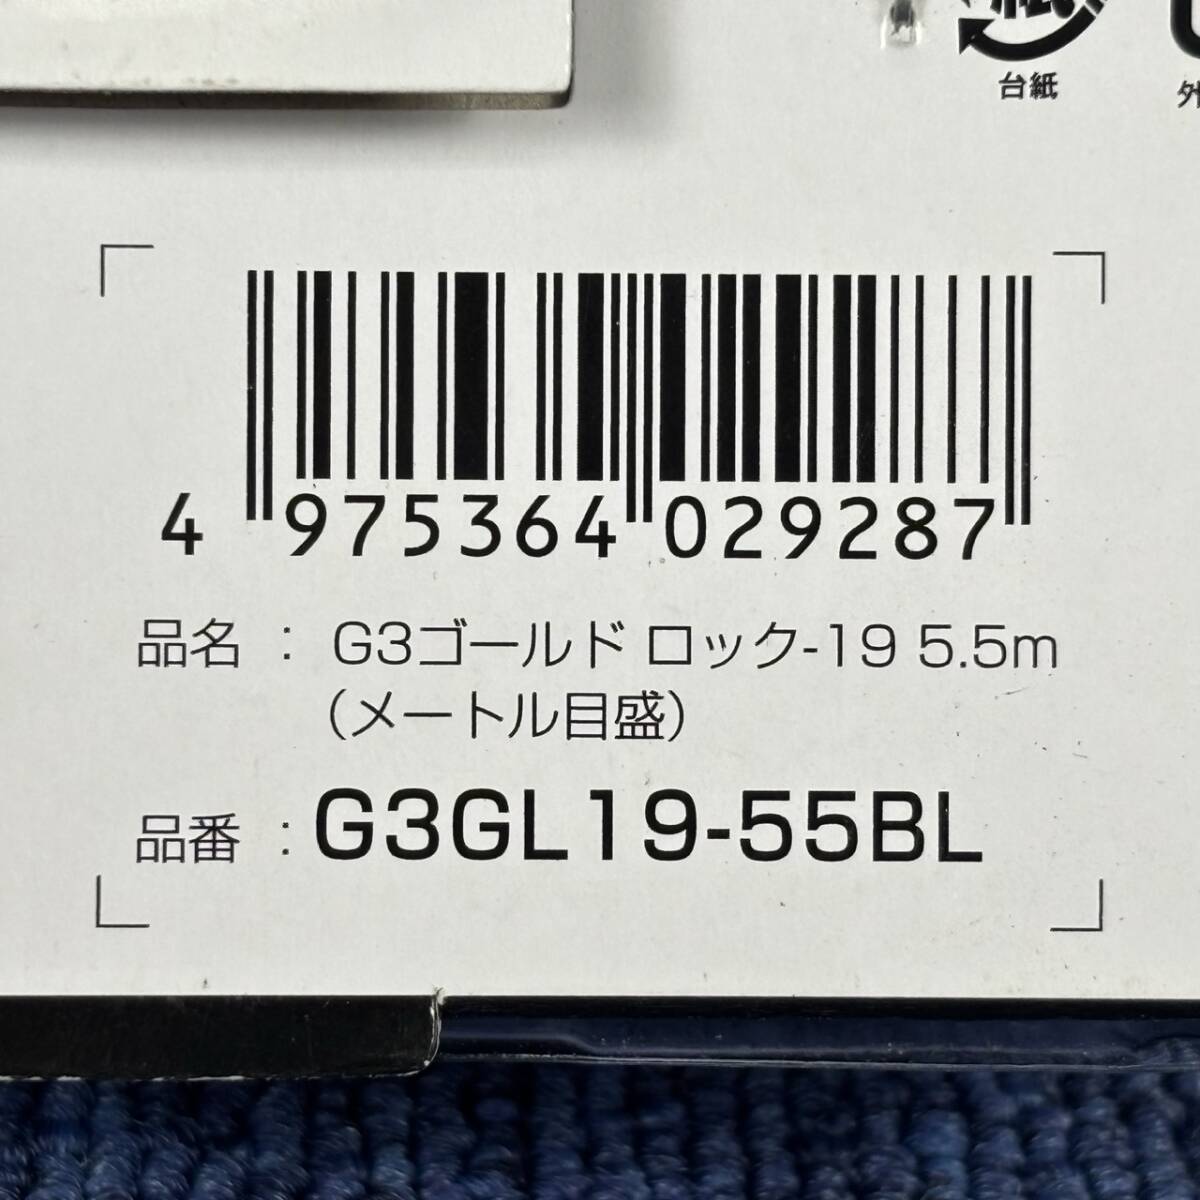 台紙
外
4 975364 029287
品名 : G3ゴールド ロック-19 5.5m
(メートル目盛)
品番 : G3GL19-55BL